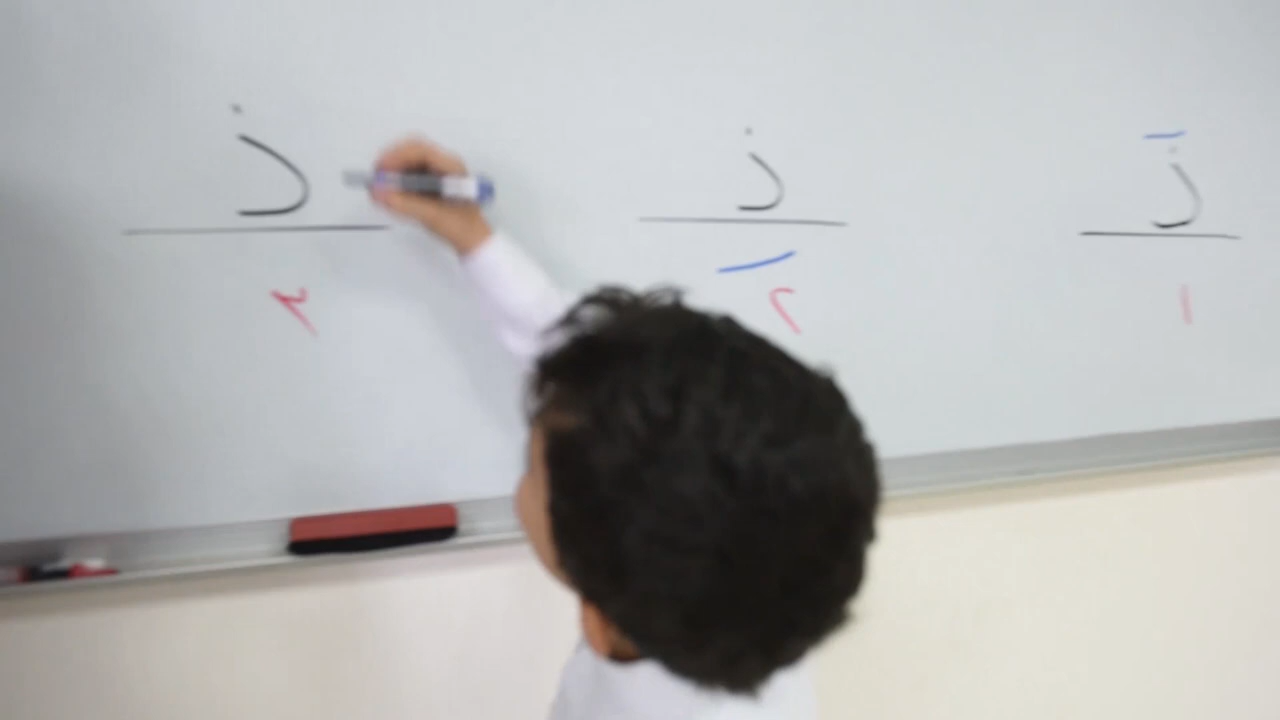 ذَ ذِ ذ
١ ٢ ٣